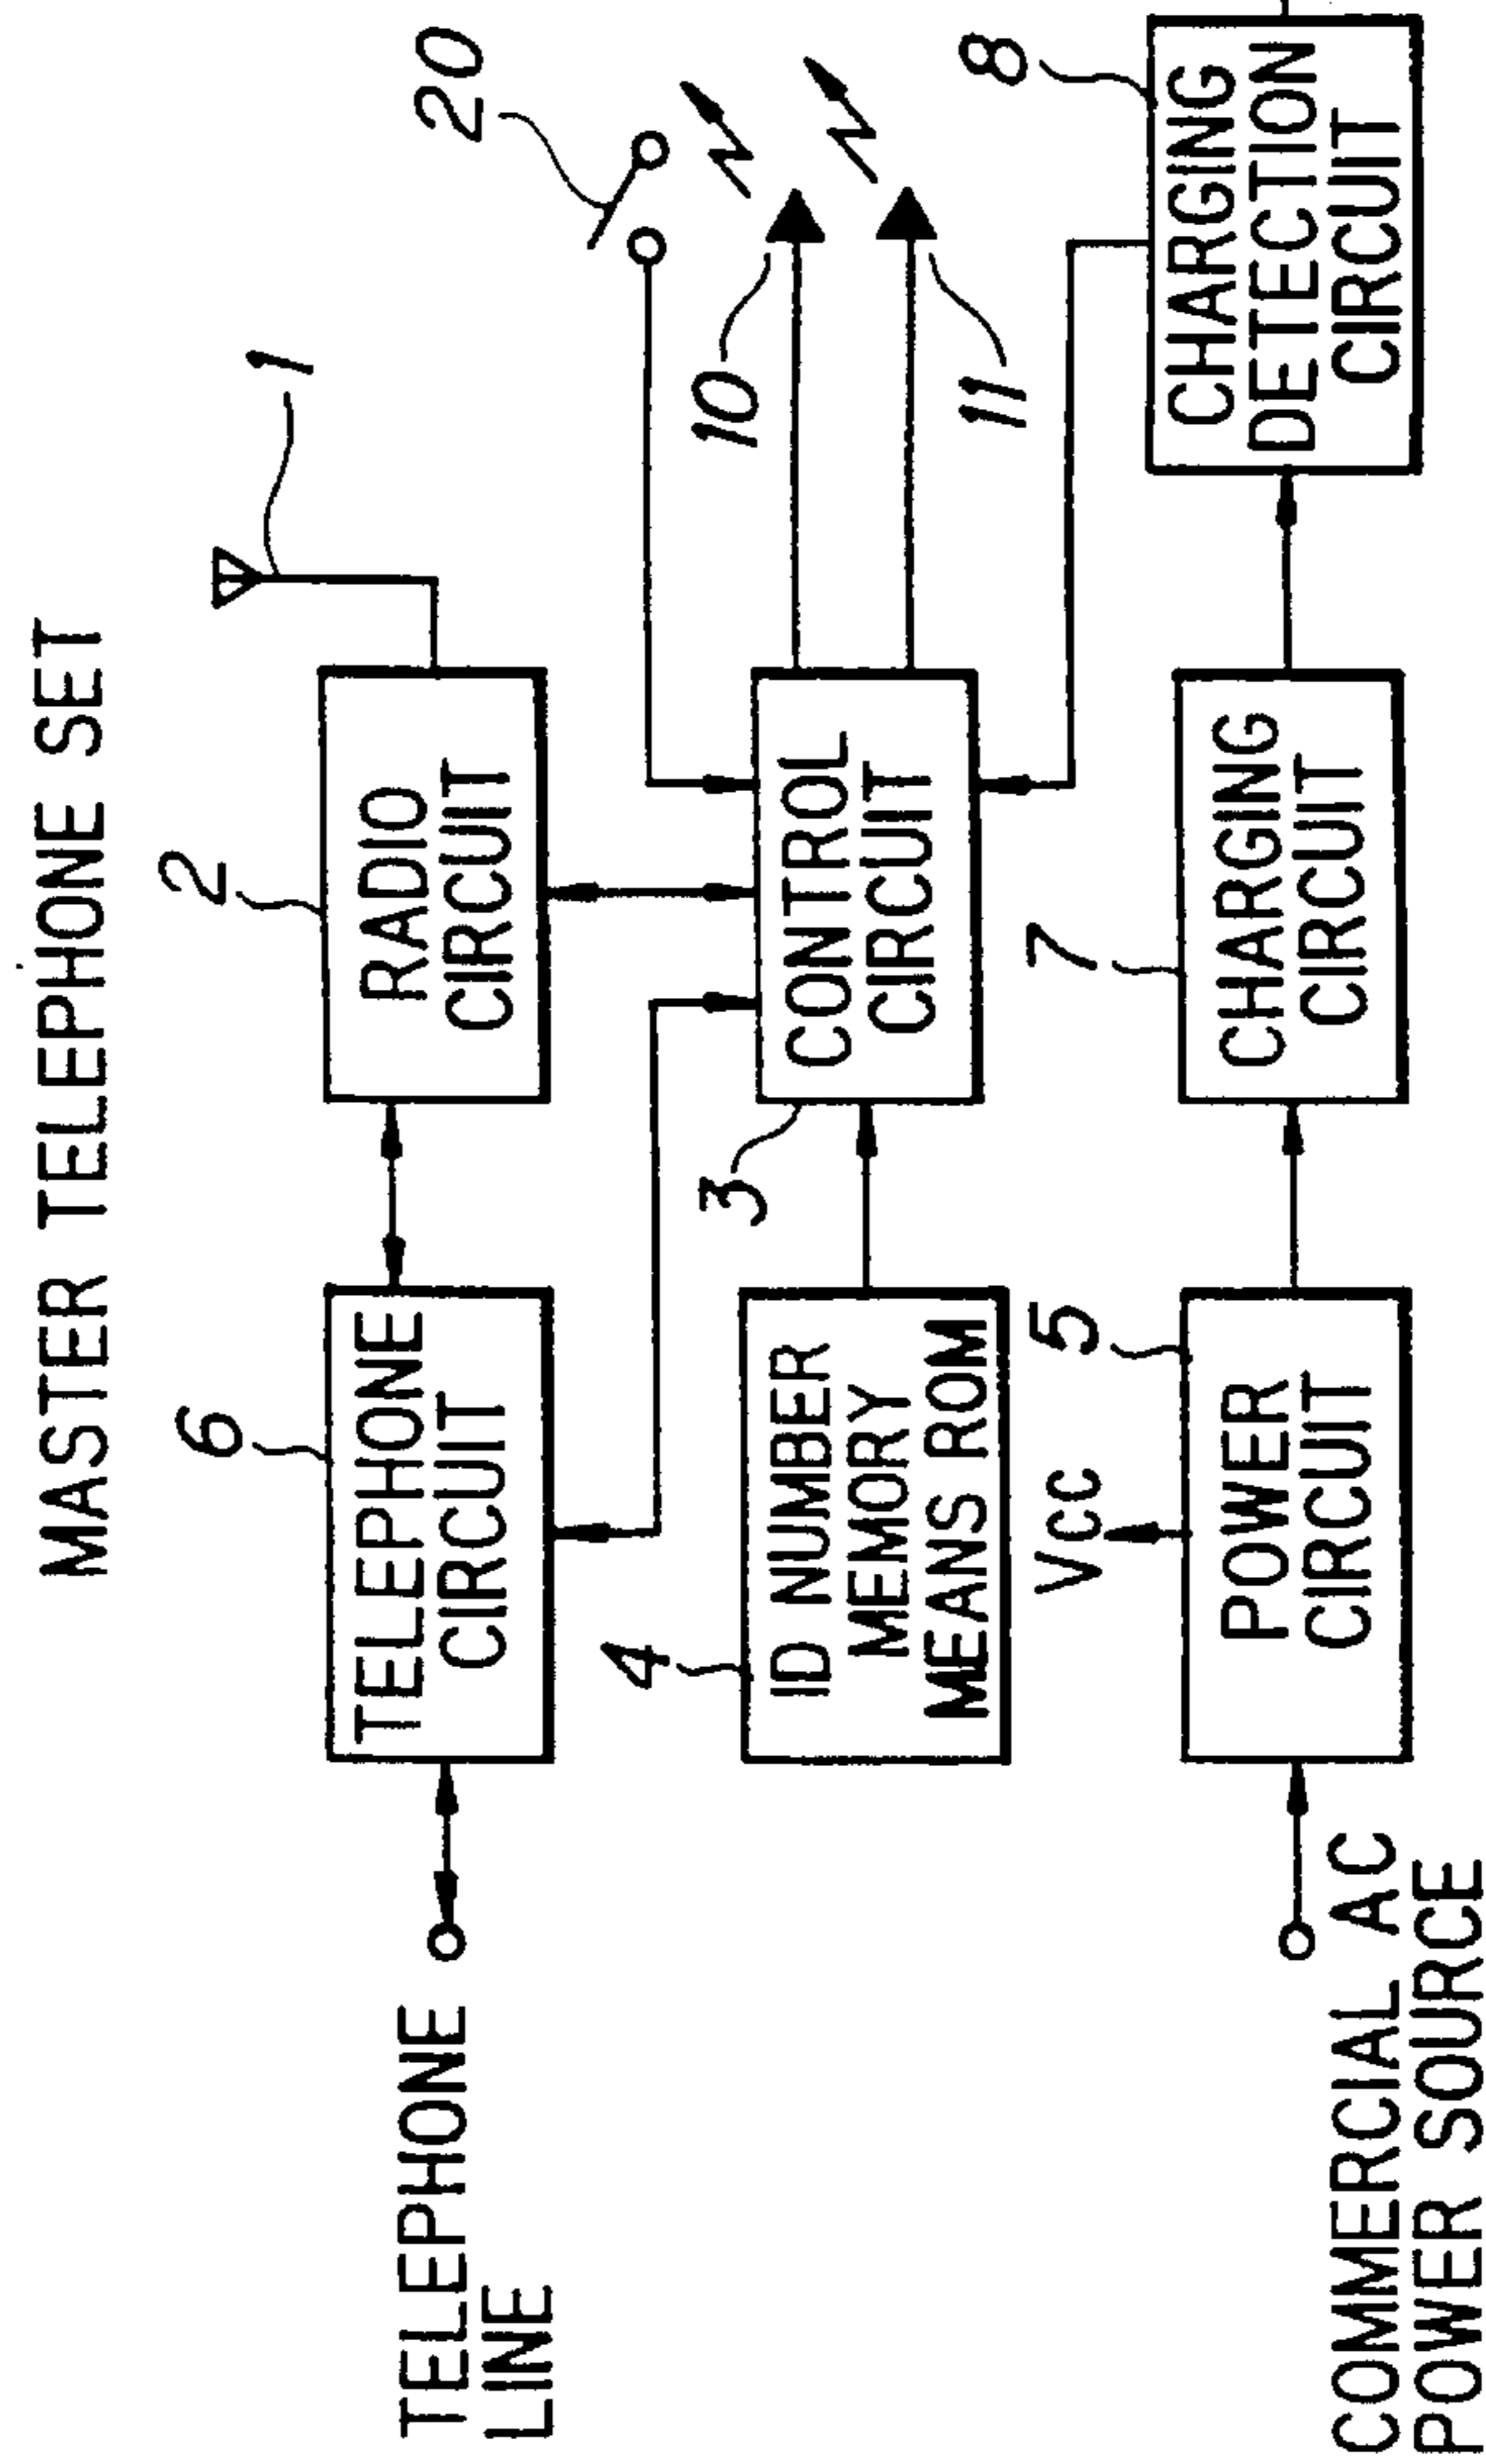 MASTER TELEPHONE SET
TELEPHONE
LINE
6
TELEPHONE
CIRCUIT
2
RADIO
CIRCUIT
1
20
4
ID NUMBER
MEMORY
MEANS ROM
3
CONTROL
CIRCUIT
10
11
COMMERCIAL AC
POWER SOURCE
Vcc
5
POWER
CIRCUIT
7
CHARGING
CIRCUIT
8
CHARGING
DETECTION
CIRCUIT